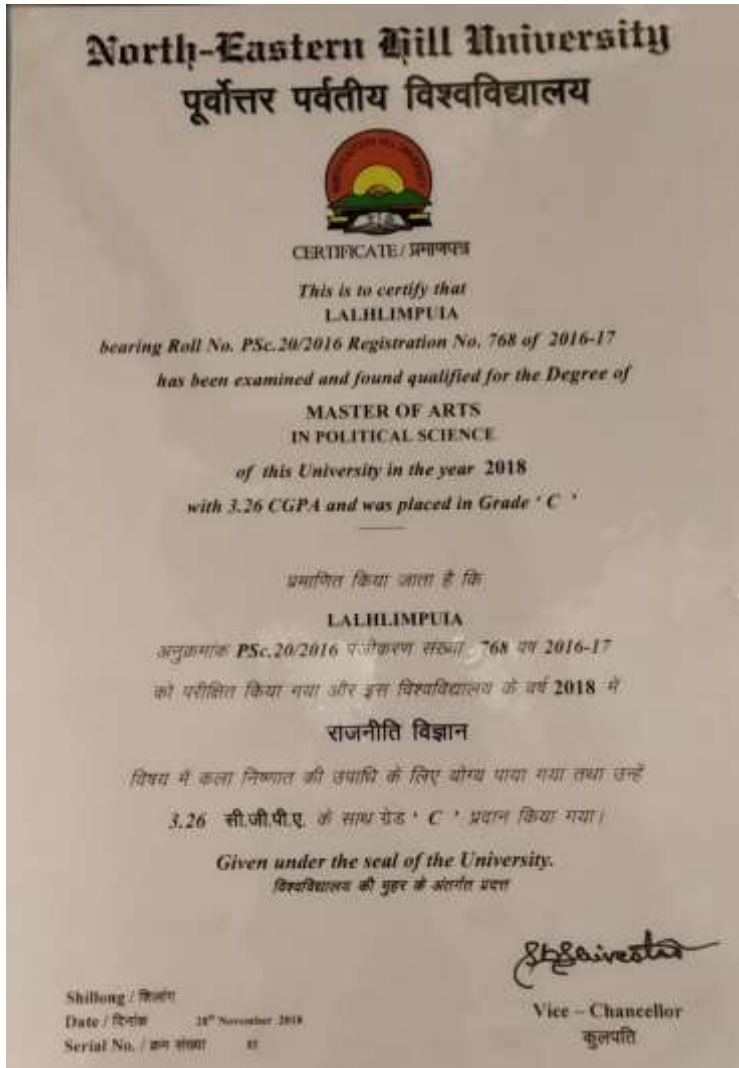 North-Eastern Hill University
पूर्वोत्तर पर्वतीय विश्वविद्यालय
CERTIFICATE / प्रमाणपत्र
This is to certify that
LALHLIMPUIA
bearing Roll No. PSc.20/2016 Registration No. 768 of 2016-17
has been examined and found qualified for the Degree of
MASTER OF ARTS
IN POLITICAL SCIENCE
of this University in the year 2018
with 3.26 CGPA and was placed in Grade ' C '
प्रमाणित किया जाता है कि
LALHLIMPUIA
अनुक्रमांक PSc.20/2016 पंजीकरण संख्या 768 वर्ष 2016-17
को परीक्षित किया गया और इस विश्वविद्यालय के वर्ष 2018 में
राजनीति विज्ञान
विषय में कला निष्णात की उपाधि के लिए योग्य पाया गया तथा उन्हें
3.26 सी.जी.पी.ए. के साथ ग्रेड ' C ' प्रदान किया गया।
Given under the seal of the University.
विश्वविद्यालय की मुहर के अंतर्गत प्रदत्त
Shillong / शिलांग
Date / दिनांक 28th November 2018
Serial No. / क्रम संख्या
Vice – Chancellor
कुलपति